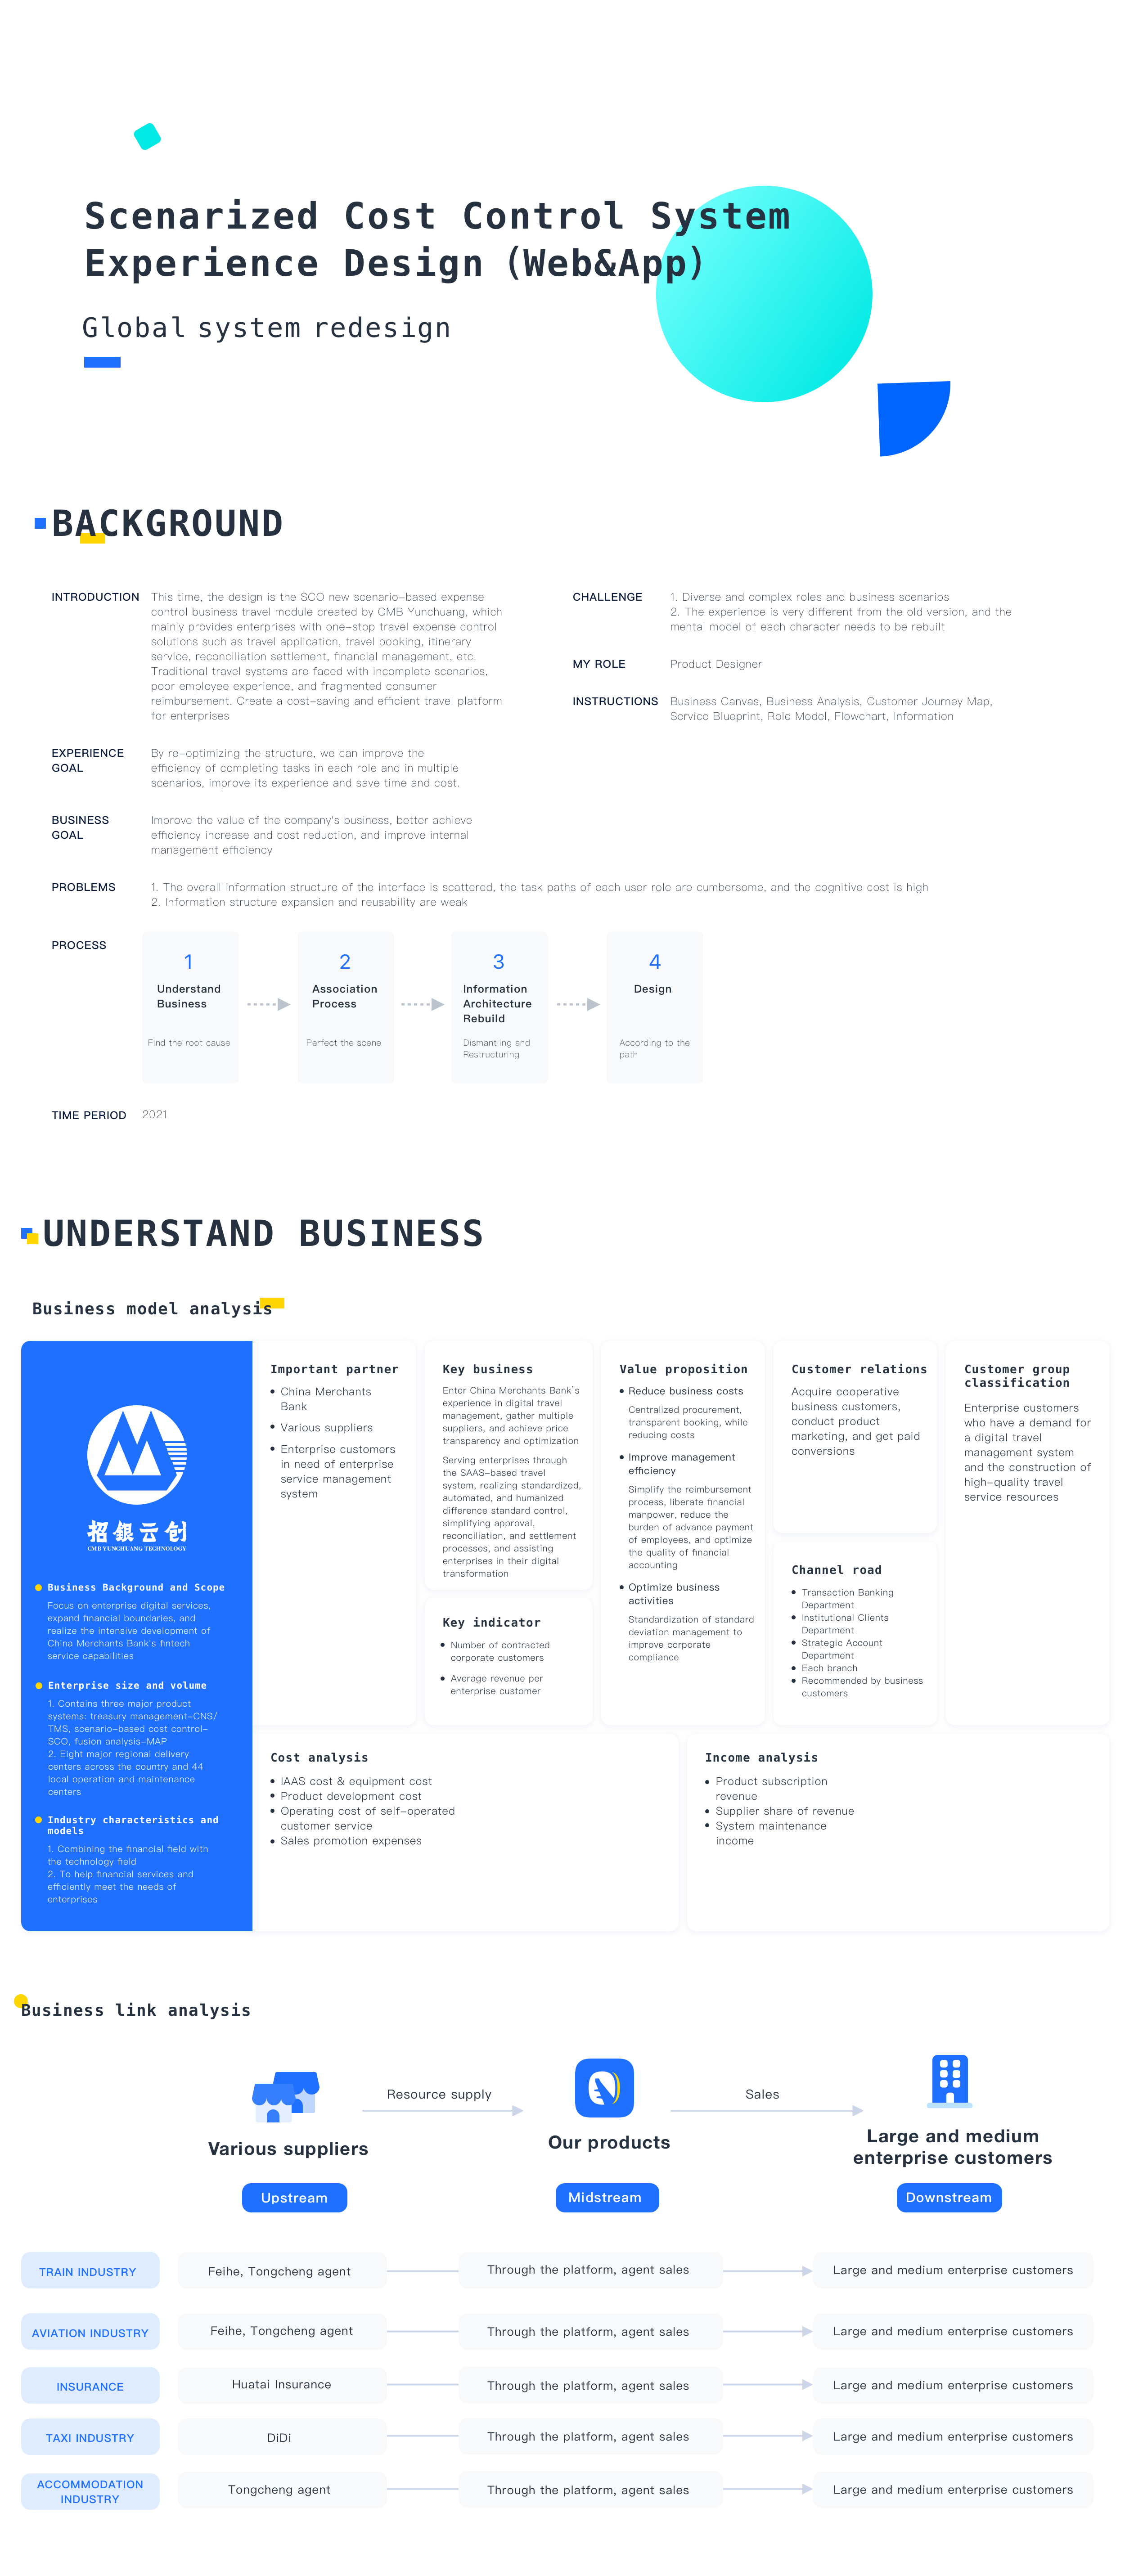 Scenarized Cost Control System
Experience Design (Web&App)
Global system redesign
BACKGROUND
INTRODUCTION
This time, the design is the SCO new scenario-based expense
control business travel module created by CMB Yunchuang, which
mainly provides enterprises with one-stop travel expense control
solutions such as travel application, travel booking, itinerary
service, reconciliation settlement, financial management, etc.
Traditional travel systems are faced with incomplete scenarios,
poor employee experience, and fragmented consumer
reimbursement. Create a cost-saving and efficient travel platform
for enterprises
EXPERIENCE
GOAL
By re-optimizing the structure, we can improve the
efficiency of completing tasks in each role and in multiple
scenarios, improve its experience and save time and cost.
BUSINESS
GOAL
Improve the value of the company's business, better achieve
efficiency increase and cost reduction, and improve internal
management efficiency
CHALLENGE
1. Diverse and complex roles and business scenarios
2. The experience is very different from the old version, and the
mental model of each character needs to be rebuilt
MY ROLE
Product Designer
INSTRUCTIONS
Business Canvas, Business Analysis, Customer Journey Map,
Service Blueprint, Role Model, Flowchart, Information
PROBLEMS
1. The overall information structure of the interface is scattered, the task paths of each user role are cumbersome, and the cognitive cost is high
2. Information structure expansion and reusability are weak
PROCESS
1
Understand
Business
Find the root cause
2
Association
Process
Perfect the scene
3
Information
Architecture
Rebuild
Dismantling and
Restructuring
4
Design
According to the
path
TIME PERIOD
2021
UNDERSTAND BUSINESS
Business model analysis
招银云创
CMB YUNCHUANG TECHNOLOGY
Business Background and Scope
Focus on enterprise digital services,
expand financial boundaries, and
realize the intensive development of
China Merchants Bank's fintech
service capabilities
Enterprise size and volume
1. Contains three major product
systems: treasury management-CNS/
TMS, scenario-based cost control-
SCO, fusion analysis-MAP
2. Eight major regional delivery
centers across the country and 44
local operation and maintenance
centers
Industry characteristics and
models
1. Combining the financial field with
the technology field
2. To help financial services and
efficiently meet the needs of
enterprises
Important partner
China Merchants
Bank
Various suppliers
Enterprise customers
in need of enterprise
service management
system
Key business
Enter China Merchants Bank's
experience in digital travel
management, gather multiple
suppliers, and achieve price
transparency and optimization
Serving enterprises through
the SAAS-based travel
system, realizing standardized,
automated, and humanized
difference standard control,
simplifying approval,
reconciliation, and settlement
processes, and assisting
enterprises in their digital
transformation
Key indicator
Number of contracted
corporate customers
Average revenue per
enterprise customer
Value proposition
Reduce business costs
Centralized procurement,
transparent booking, while
reducing costs
Improve management
efficiency
Simplify the reimbursement
process, liberate financial
manpower, reduce the
burden of advance payment
of employees, and optimize
the quality of financial
accounting
Optimize business
activities
Standardization of standard
deviation management to
improve corporate
compliance
Customer relations
Acquire cooperative
business customers,
conduct product
marketing, and get paid
conversions
Channel road
Transaction Banking
Department
Institutional Clients
Department
Strategic Account
Department
Each branch
Recommended by business
customers
Customer group
classification
Enterprise customers
who have a demand for
a digital travel
management system
and the construction of
high-quality travel
service resources
Cost analysis
IAAS cost & equipment cost
Product development cost
Operating cost of self-operated
customer service
Sales promotion expenses
Income analysis
Product subscription
revenue
Supplier share of revenue
System maintenance
income
Business link analysis
Various suppliers
Resource supply
Our products
Sales
Large and medium
enterprise customers
Upstream
Midstream
Downstream
TRAIN INDUSTRY
Feihe, Tongcheng agent
Through the platform, agent sales
Large and medium enterprise customers
AVIATION INDUSTRY
Feihe, Tongcheng agent
Through the platform, agent sales
Large and medium enterprise customers
INSURANCE
Huatai Insurance
Through the platform, agent sales
Large and medium enterprise customers
TAXI INDUSTRY
DiDi
Through the platform, agent sales
Large and medium enterprise customers
ACCOMMODATION
INDUSTRY
Tongcheng agent
Through the platform, agent sales
Large and medium enterprise customers